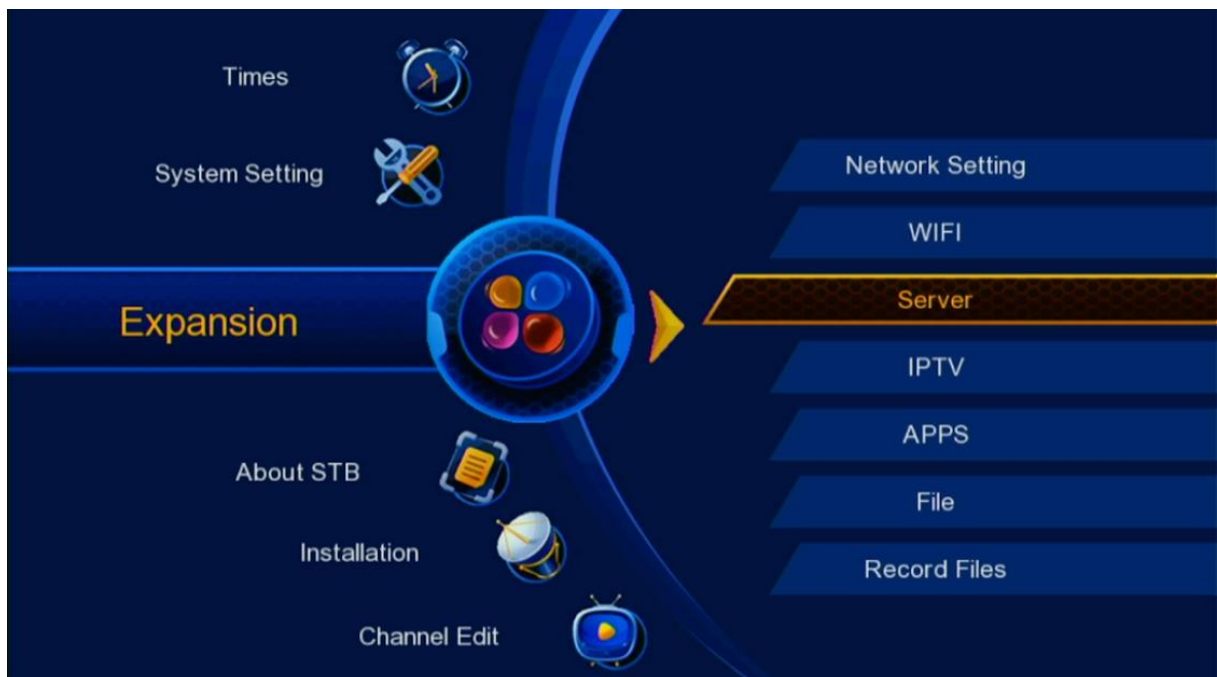 Times
System Setting
Expansion
About STB
Installation
Channel Edit
Network Setting
WIFI
Server
IPTV
APPS
File
Record Files